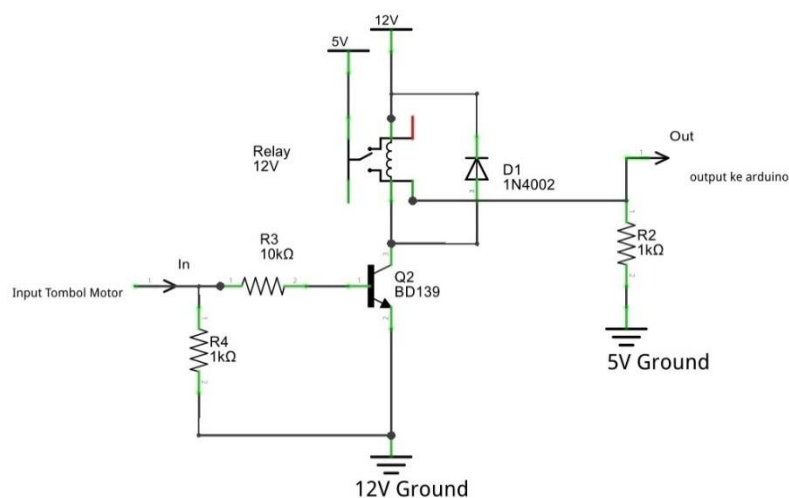 12V
5V
Relay
12V
D1
1N4002
Out
output ke arduino
R2
1kΩ
5V Ground
R3
10kΩ
In
Input Tombol Motor
Q2
BD139
R4
1kΩ
12V Ground